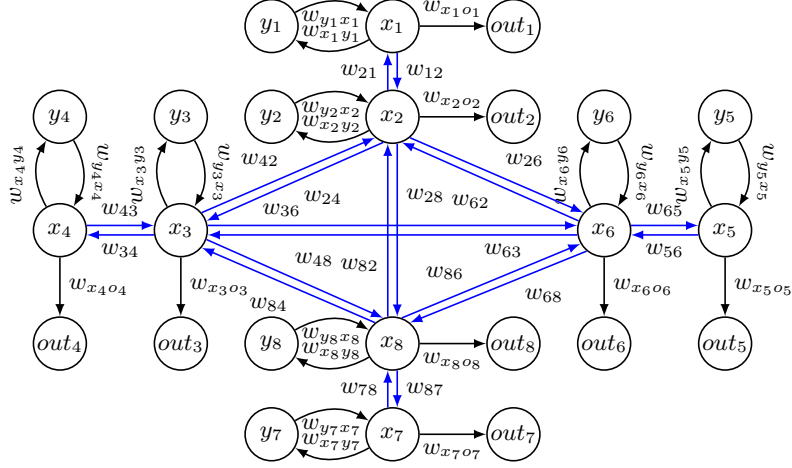 y1 w_{y1x1} x1 w_{x1o1} out1
w_{x1y1}
w21 w12
y2 w_{y2x2} x2 w_{x2o2} out2
w_{x2y2}
y4 y3 y6 y5
w_{x4y4} w_{y4x4} w_{x3y3} w_{y3x3} w42 w26 w_{x6y6} w_{y6x6} w_{x5y5} w_{y5x5}
w24 w28 w62
w43 w36 w65
x4 x3 x6 x5
w34 w63 w56
w48 w82 w86
w_{x4o4} w_{x3o3} w84 w68 w_{x6o6} w_{x5o5}
out4 out3 y8 w_{y8x8} x8 out8 out6 out5
w_{x8y8} w_{x8o8}
w78 w87
y7 w_{y7x7} x7 out7
w_{x7y7} w_{x7o7}